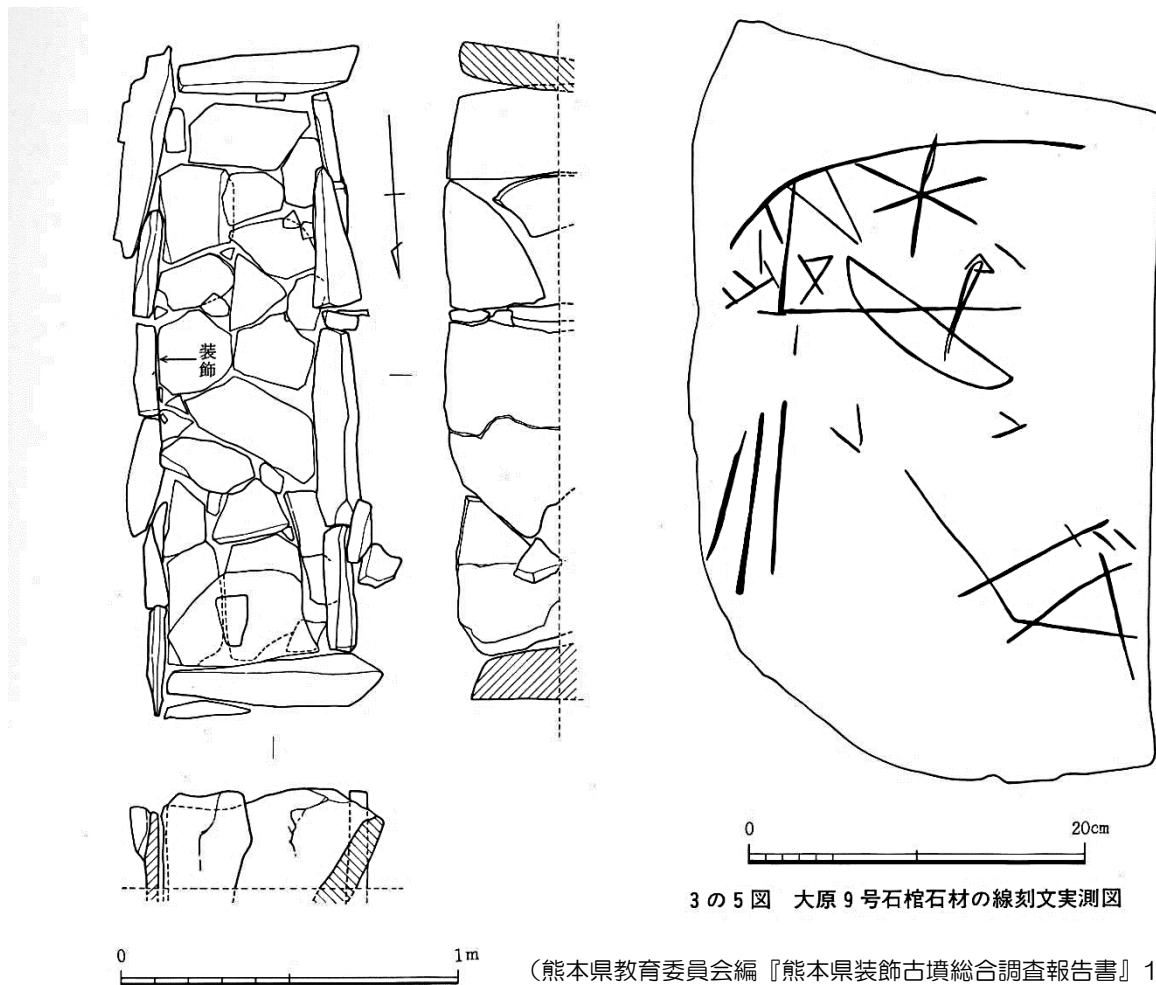 装飾
0 20cm
3の5図 大原9号石棺石材の線刻文実測図
0 1m
(熊本県教育委員会編『熊本県装飾古墳総合調査報告書』1